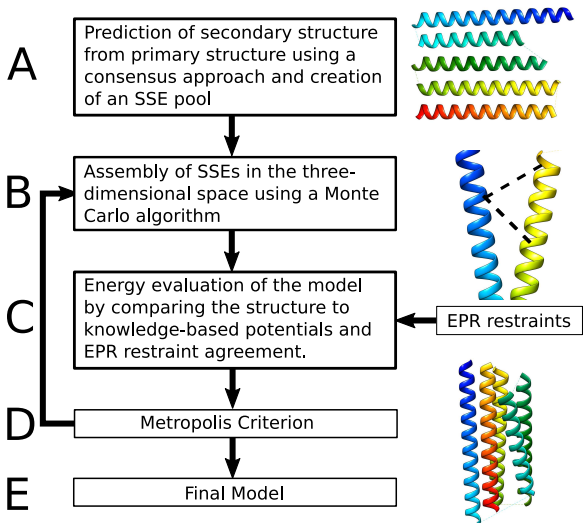 A
Prediction of secondary structure
from primary structure using a
consensus approach and creation
of an SSE pool
B
Assembly of SSEs in the three-
dimensional space using a Monte
Carlo algorithm
C
Energy evaluation of the model
by comparing the structure to
knowledge-based potentials and
EPR restraint agreement.
EPR restraints
D
Metropolis Criterion
E
Final Model